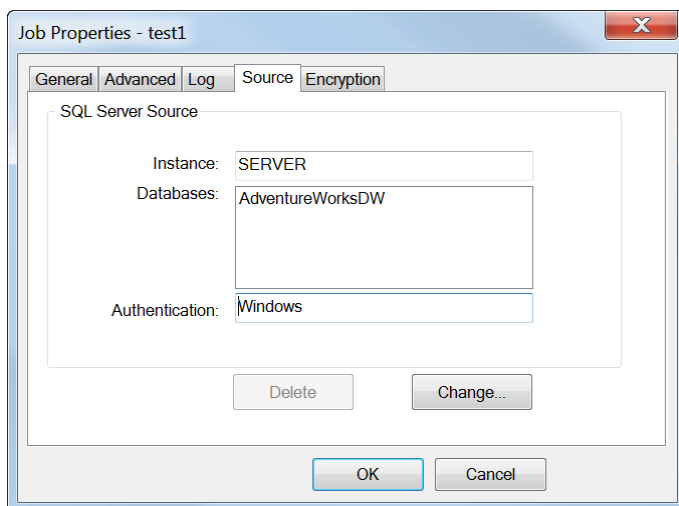 Job Properties - test1
General Advanced Log Source Encryption
SQL Server Source
Instance: SERVER
Databases: AdventureWorksDW
Authentication: Windows
Delete Change...
OK Cancel